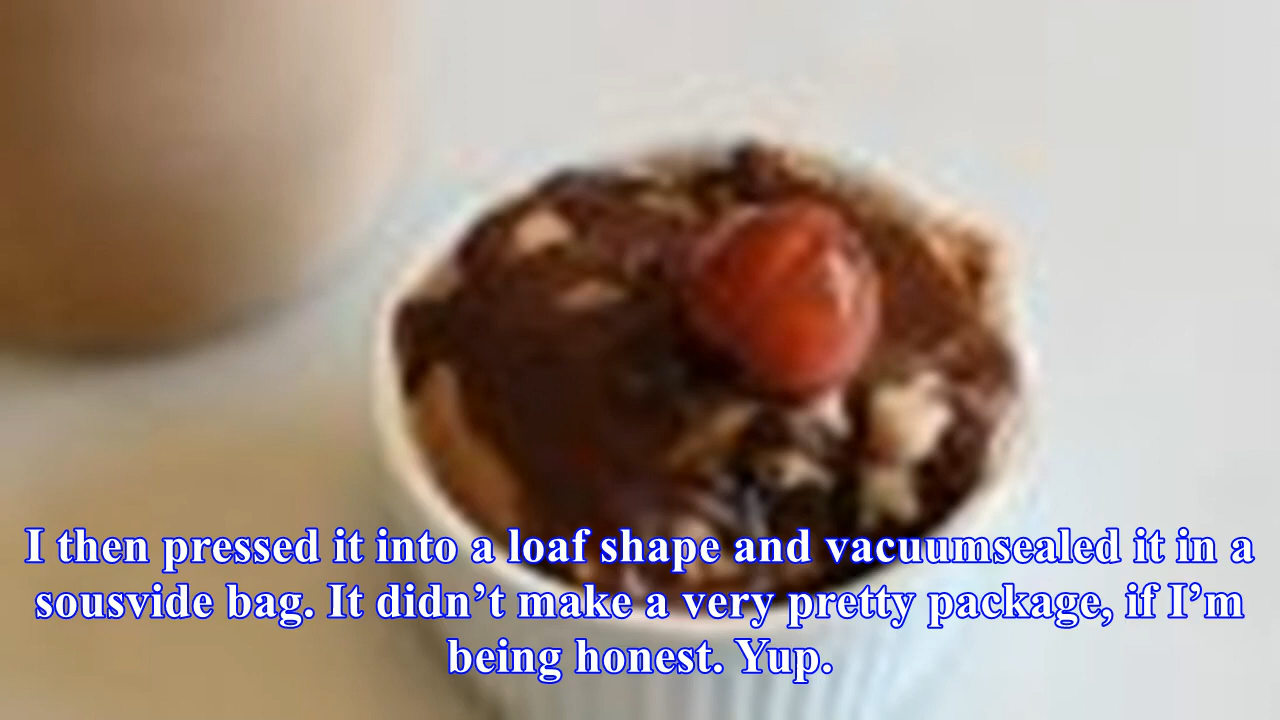 I then pressed it into a loaf shape and vacuumsealed it in a
sousvide bag. It didn’t make a very pretty package, if I’m
being honest. Yup.